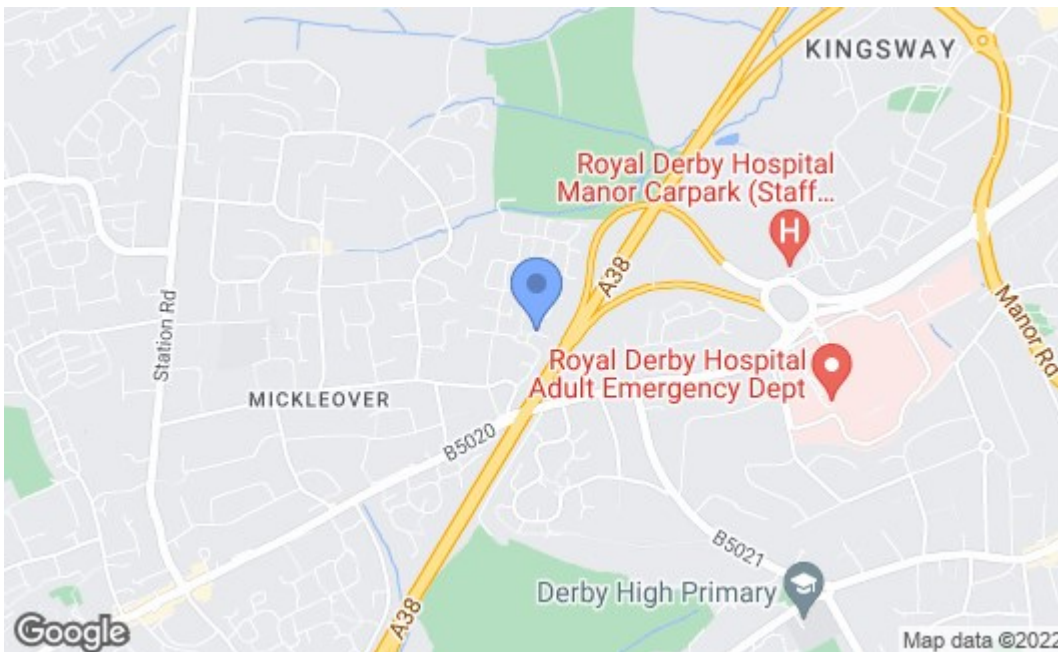 KINGSWAY
Royal Derby Hospital
Manor Carpark (Staff...
H
A38
Station Rd
Manor Rd
Royal Derby Hospital
Adult Emergency Dept
MICKLEOVER
B5020
B5021
Derby High Primary
A38
Google
Map data ©2022